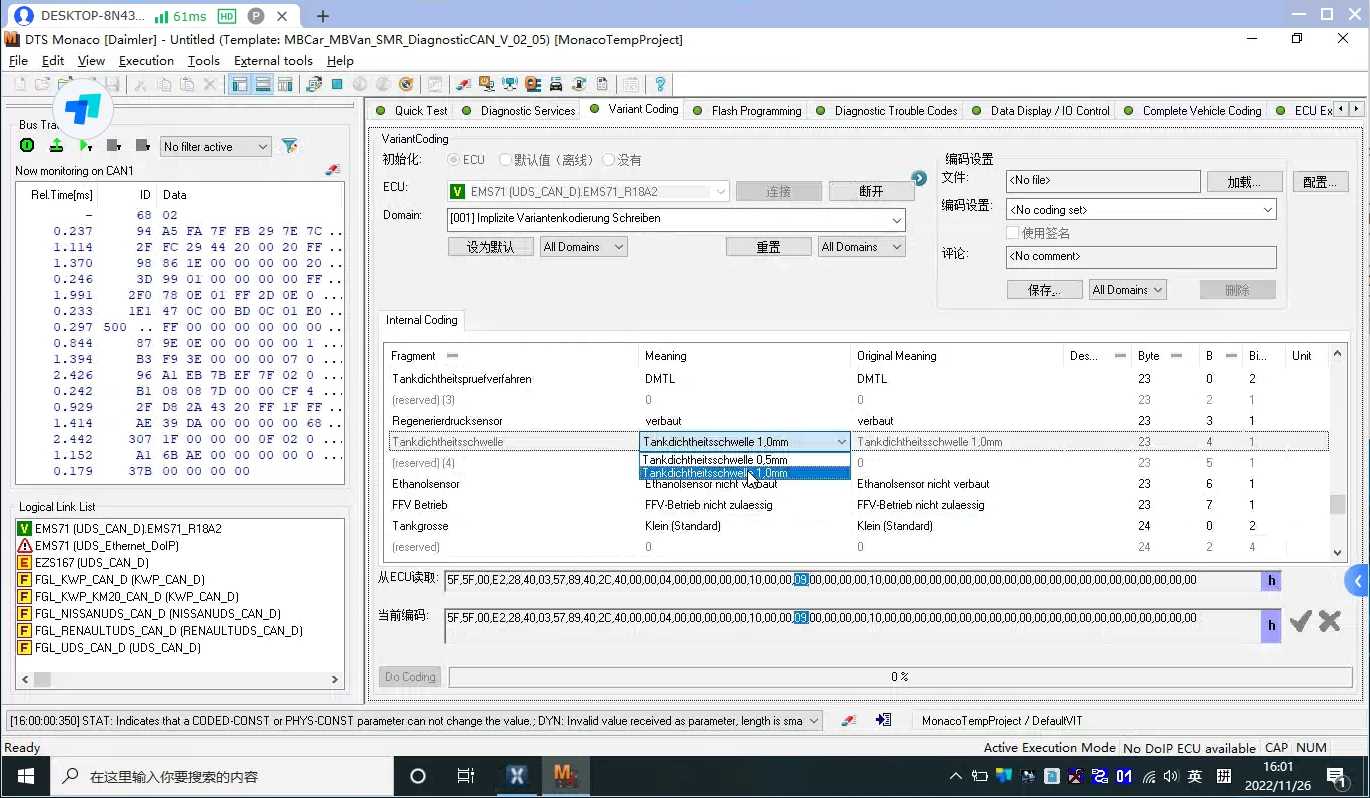 DESKTOP-8N43... 61ms HD P
DTS Monaco [Daimler] - Untitled (Template: MBCar_MBVan_SMR_DiagnosticCAN_V_02_05) [MonacoTempProject]
File Edit View Execution Tools External tools Help
Quick Test Diagnostic Services Variant Coding Flash Programming Diagnostic Trouble Codes Data Display / IO Control Complete Vehicle Coding ECU Ex
Bus Tra
No filter active
Now monitoring on CAN1
Rel.Time[ms] ID Data
– 68 02
0.237 94 A5 FA 7F FB 29 7E 7C ..
1.114 2F FC 29 44 20 00 20 FF
1.370 98 86 1E 00 00 00 00 20 ..
0.246 3D 99 01 00 00 00 00 FF
1.991 2F0 78 0E 01 FF 2D 0E 0 ...
0.233 1E1 47 0C 00 BD 0C 01 E0 ..
0.297 500 .. FF 00 00 00 00 00 00 ..
0.844 87 9E 0E 00 00 00 00 1 ...
1.394 B3 F9 3E 00 00 00 07 0 ...
2.426 96 A1 EB 7B EF 7F 02 0 ...
0.242 B1 08 08 7D 00 00 CF 4 ...
0.929 2F D8 2A 43 20 FF 1F FF ..
1.414 AE 39 DA 00 00 00 00 68 ..
2.442 307 1F 00 00 00 0F 02 0 ...
1.152 A1 6B AE 00 00 00 00 0 ...
0.179 37B 00 00 00 00
Logical Link List
V EMS71 (UDS_CAN_D).EMS71_R18A2
EMS71 (UDS_Ethernet_DoIP)
E EZS167 (UDS_CAN_D)
F FGL_KWP_CAN_D (KWP_CAN_D)
F FGL_KWP_KM20_CAN_D (KWP_CAN_D)
F FGL_NISSANUDS_CAN_D (NISSANUDS_CAN_D)
F FGL_RENAULTUDS_CAN_D (RENAULTUDS_CAN_D)
F FGL_UDS_CAN_D (UDS_CAN_D)
VariantCoding
初始化: ECU 默认值（离线） 没有
ECU: V EMS71 (UDS_CAN_D).EMS71_R18A2 连接 断开
Domain: [001] Implizite Variantenkodierung Schreiben
设为默认 All Domains 重置 All Domains
编码设置
文件: <No file> 加载... 配置...
编码设置: <No coding set>
使用签名
评论: <No comment>
保存... All Domains 删除
Internal Coding
Fragment Meaning Original Meaning Des... Byte B Bi... Unit
Tankdichtheitspruefverfahren DMTL DMTL 23 0 2
(reserved) (3) 0 0 23 2 1
Regenerierdrucksensor verbaut verbaut 23 3 1
Tankdichtheitsschwelle Tankdichtheitsschwelle 1,0mm Tankdichtheitsschwelle 1,0mm 23 4 1
Tankdichtheitsschwelle 0,5mm
(reserved) (4) 0 23 5 1
Tankdichtheitsschwelle 1,0mm
Ethanolsensor Ethanolsensor nicht verbaut Ethanolsensor nicht verbaut 23 6 1
FFV Betrieb FFV-Betrieb nicht zulaessig FFV-Betrieb nicht zulaessig 23 7 1
Tankgrosse Klein (Standard) Klein (Standard) 24 0 2
(reserved) 0 0 24 2 4
从ECU读取: 5F,5F,00,E2,28,40,03,57,89,40,2C,40,00,00,04,00,00,00,00,00,10,00,00,09,00,00,00,00,10,00,00,00,00,00,00,00,00,00,00,00,00,00,00,00,00,00,00,00,00,00 h
当前编码: 5F,5F,00,E2,28,40,03,57,89,40,2C,40,00,00,04,00,00,00,00,00,10,00,00,09,00,00,00,00,10,00,00,00,00,00,00,00,00,00,00,00,00,00,00,00,00,00,00,00,00,00 h
Do Coding 0 %
[16:00:00:350] STAT: Indicates that a CODED-CONST or PHYS-CONST parameter can not change the value.; DYN: Invalid value received as parameter, length is sma MonacoTempProject / DefaultVIT
Ready Active Execution Mode No DoIP ECU available CAP NUM
在这里输入你要搜索的内容 01 英 拼 16:01
2022/11/26 1